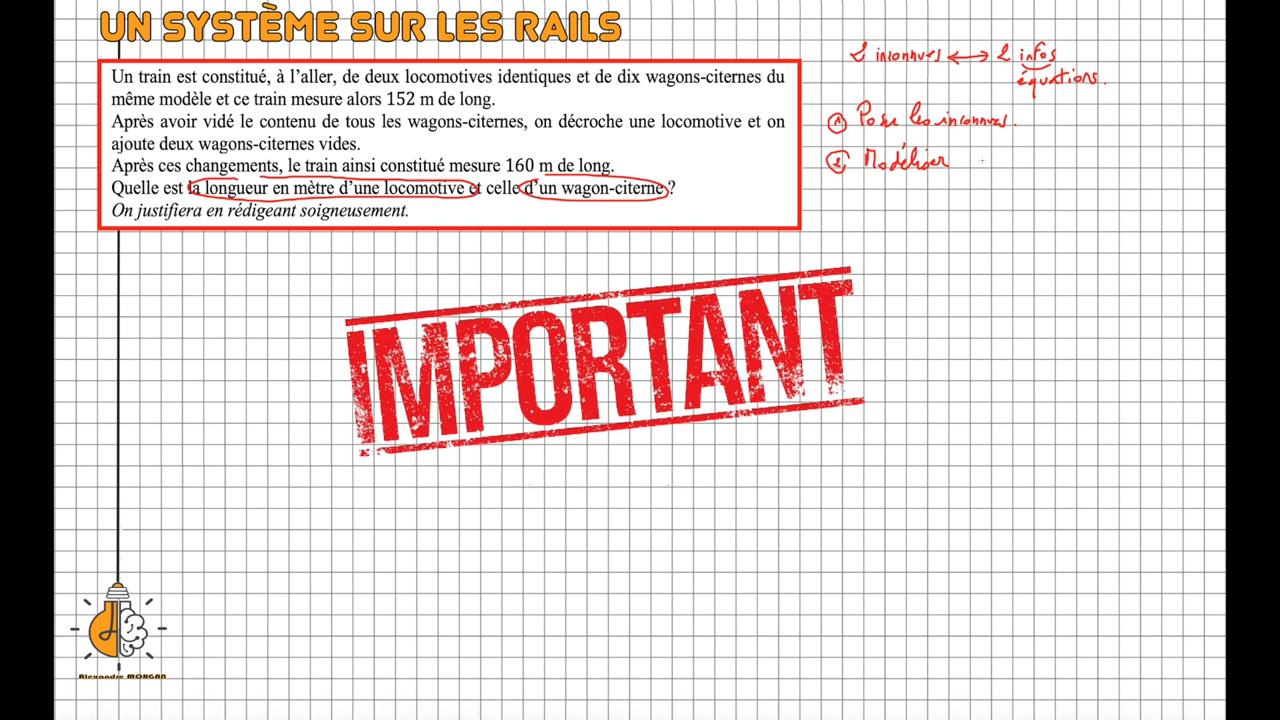 UN SYSTÈME SUR LES RAILS
Un train est constitué, à l’aller, de deux locomotives identiques et de dix wagons-citernes du
même modèle et ce train mesure alors 152 m de long.
Après avoir vidé le contenu de tous les wagons-citernes, on décroche une locomotive et on
ajoute deux wagons-citernes vides.
Après ces changements, le train ainsi constitué mesure 160 m de long.
Quelle est la longueur en mètre d’une locomotive et celle d’un wagon-citerne ?
On justifiera en rédigeant soigneusement.
2 inconnues ↔ 2 infos
équations.
① Poser les inconnues.
② Modéliser
IMPORTANT
Alexandre MORGAN